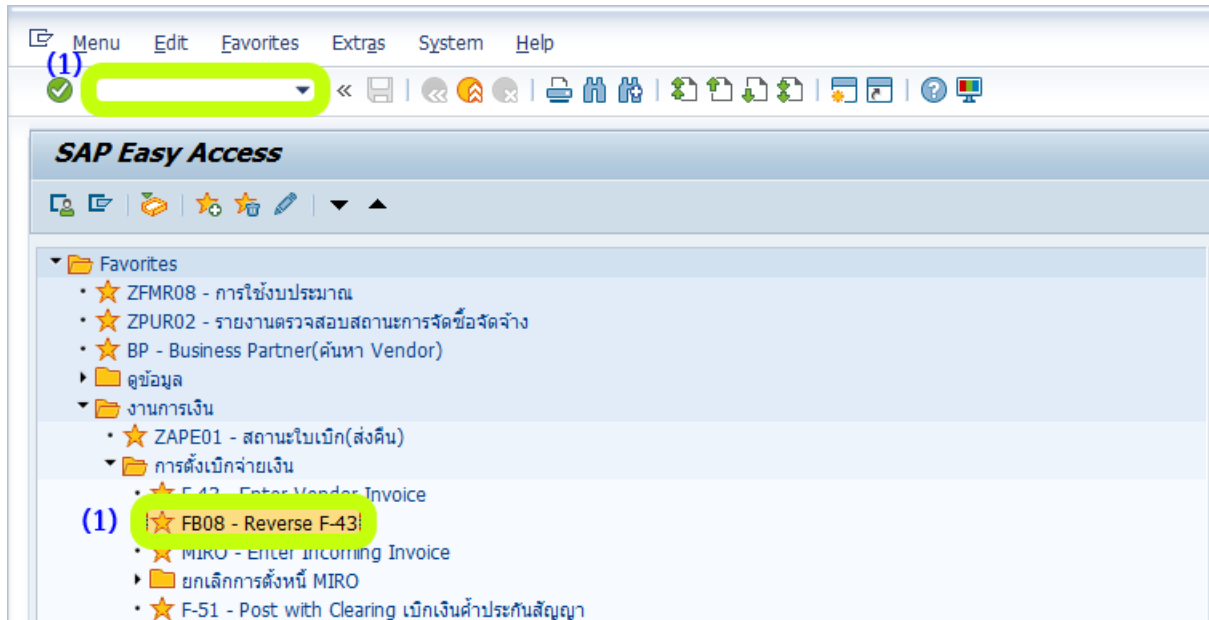 Menu Edit Favorites Extras System Help
(1)
SAP Easy Access
Favorites
ZFMR08 - การใช้งบประมาณ
ZPUR02 - รายงานตรวจสอบสถานะการจัดซื้อจัดจ้าง
BP - Business Partner(ค้นหา Vendor)
ดูข้อมูล
งานการเงิน
ZAPE01 - สถานะใบเบิก(ส่งคืน)
การตั้งเบิกจ่ายเงิน
F-43 - Enter Vendor Invoice
(1) FB08 - Reverse F-43
MIRO - Enter Incoming Invoice
ยกเลิกการตั้งหนี้ MIRO
F-51 - Post with Clearing เบิกเงินค้ำประกันสัญญา